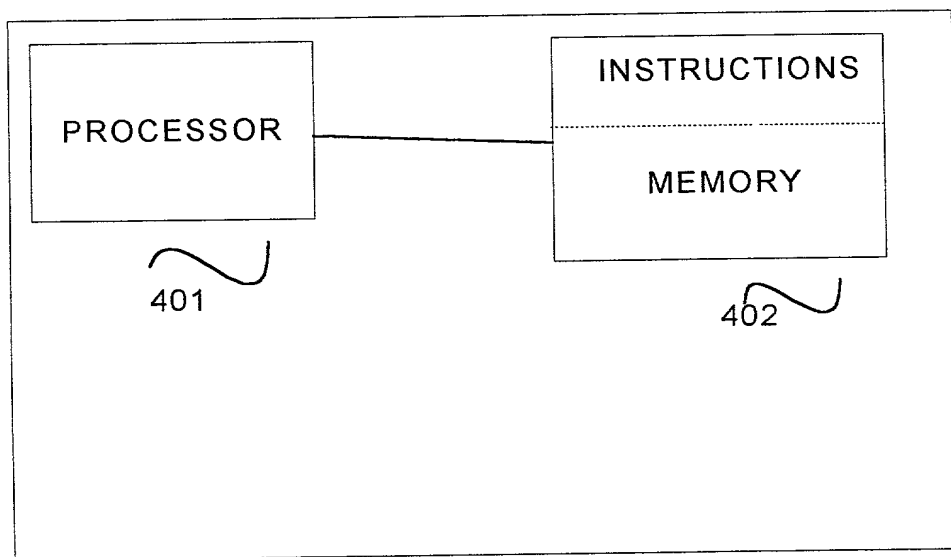 PROCESSOR
INSTRUCTIONS
MEMORY
401
402